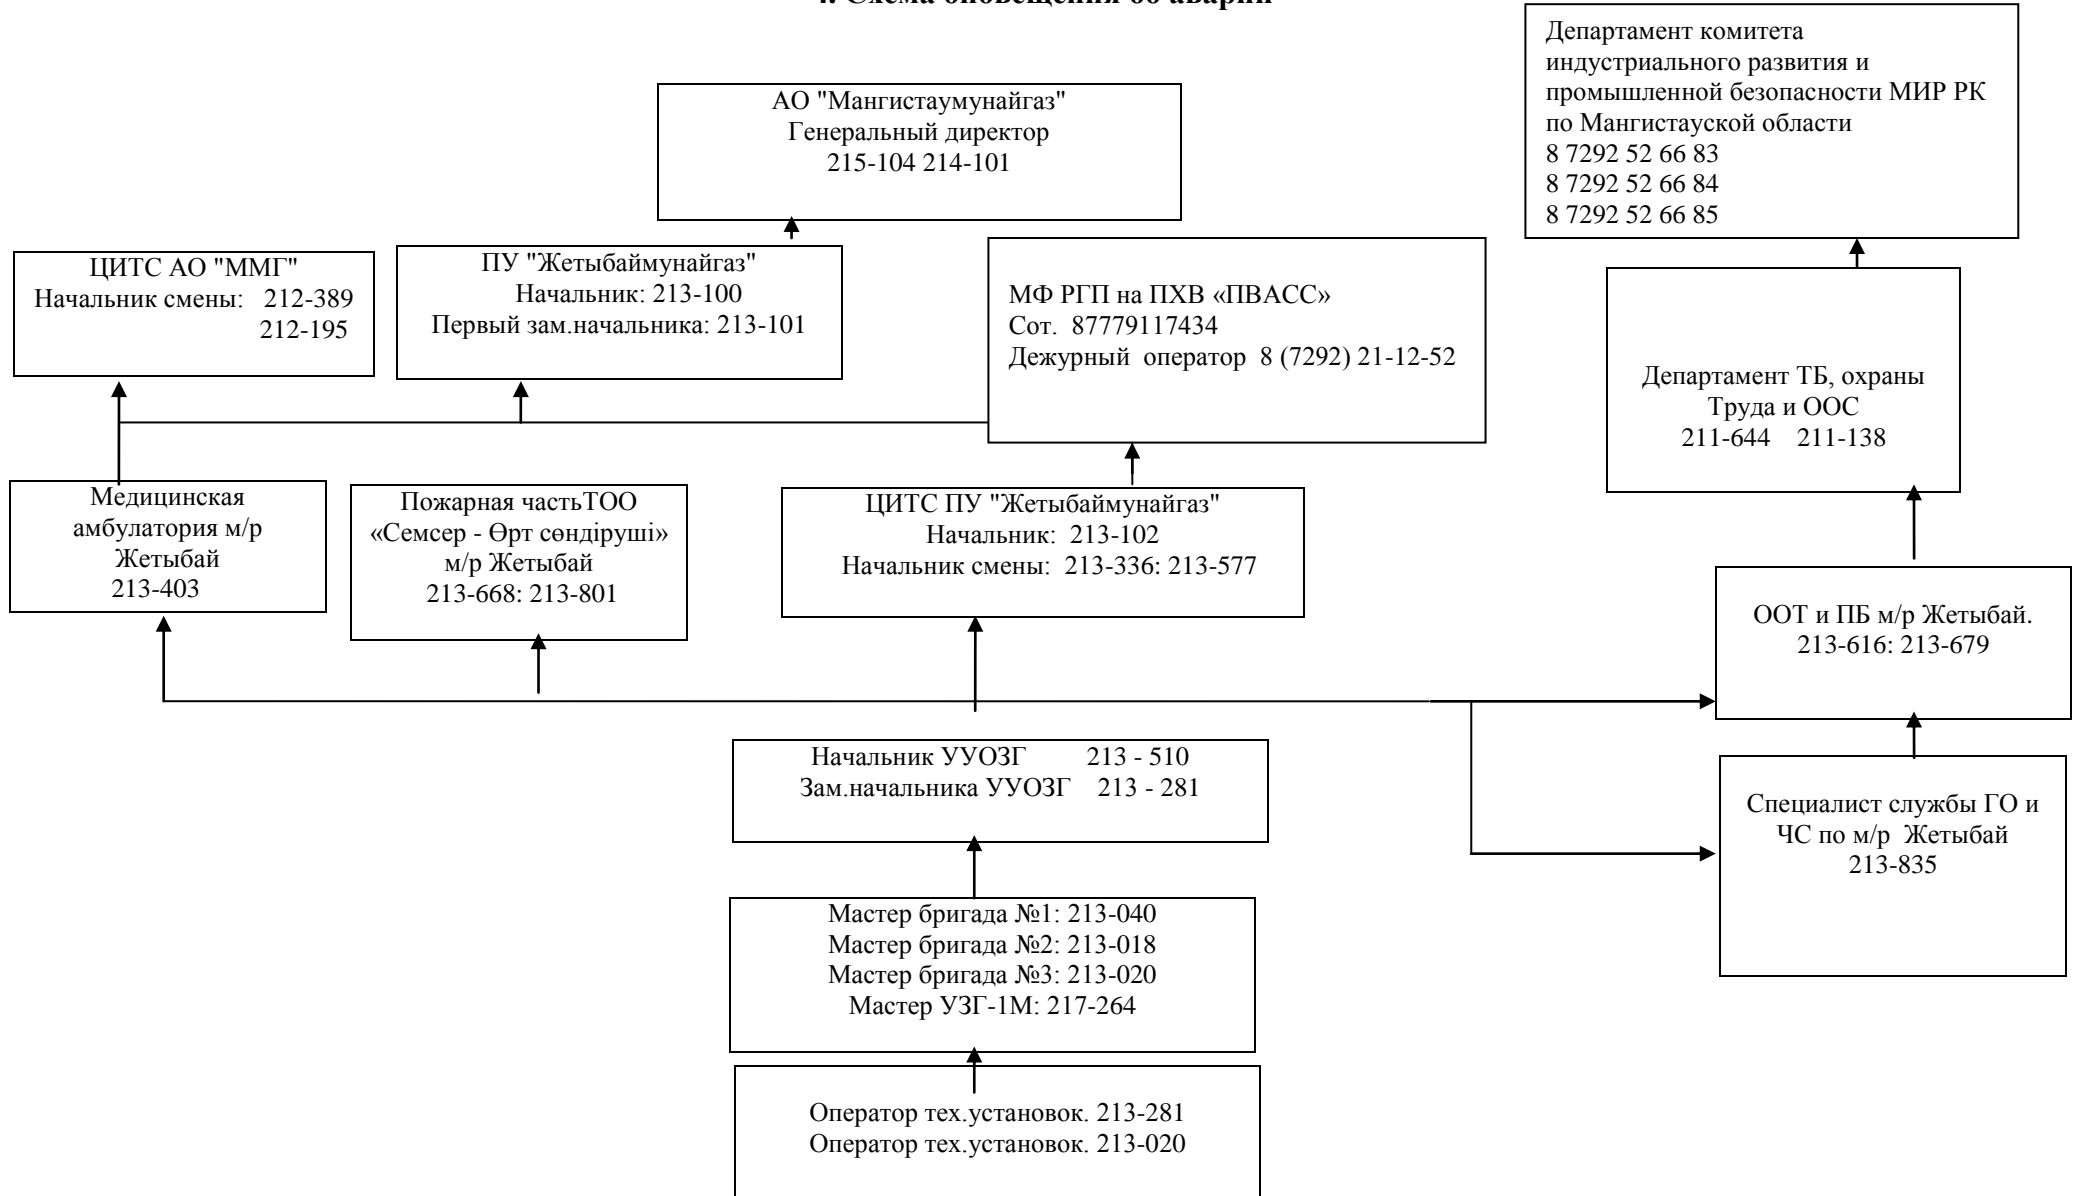 4. Схема оповещения об аварии
Департамент комитета
индустриального развития и
промышленной безопасности МИР РК
по Мангистауской области
8 7292 52 66 83
8 7292 52 66 84
8 7292 52 66 85
АО "Мангистаумунайгаз"
Генеральный директор
215-104 214-101
ЦИТС АО "ММГ"
Начальник смены: 212-389
212-195
ПУ "Жетыбаймунайгаз"
Начальник: 213-100
Первый зам.начальника: 213-101
МФ РГП на ПХВ «ПВАСС»
Сот. 87779117434
Дежурный оператор 8 (7292) 21-12-52
Департамент ТБ, охраны
Труда и ООС
211-644 211-138
Медицинская
амбулатория м/р
Жетыбай
213-403
Пожарная частьТОО
«Семсер - Өрт сөндіруші»
м/р Жетыбай
213-668: 213-801
ЦИТС ПУ "Жетыбаймунайгаз"
Начальник: 213-102
Начальник смены: 213-336: 213-577
ООТ и ПБ м/р Жетыбай.
213-616: 213-679
Начальник УУОЗГ 213 - 510
Зам.начальника УУОЗГ 213 - 281
Специалист службы ГО и
ЧС по м/р Жетыбай
213-835
Мастер бригада №1: 213-040
Мастер бригада №2: 213-018
Мастер бригада №3: 213-020
Мастер УЗГ-1М: 217-264
Оператор тех.установок. 213-281
Оператор тех.установок. 213-020